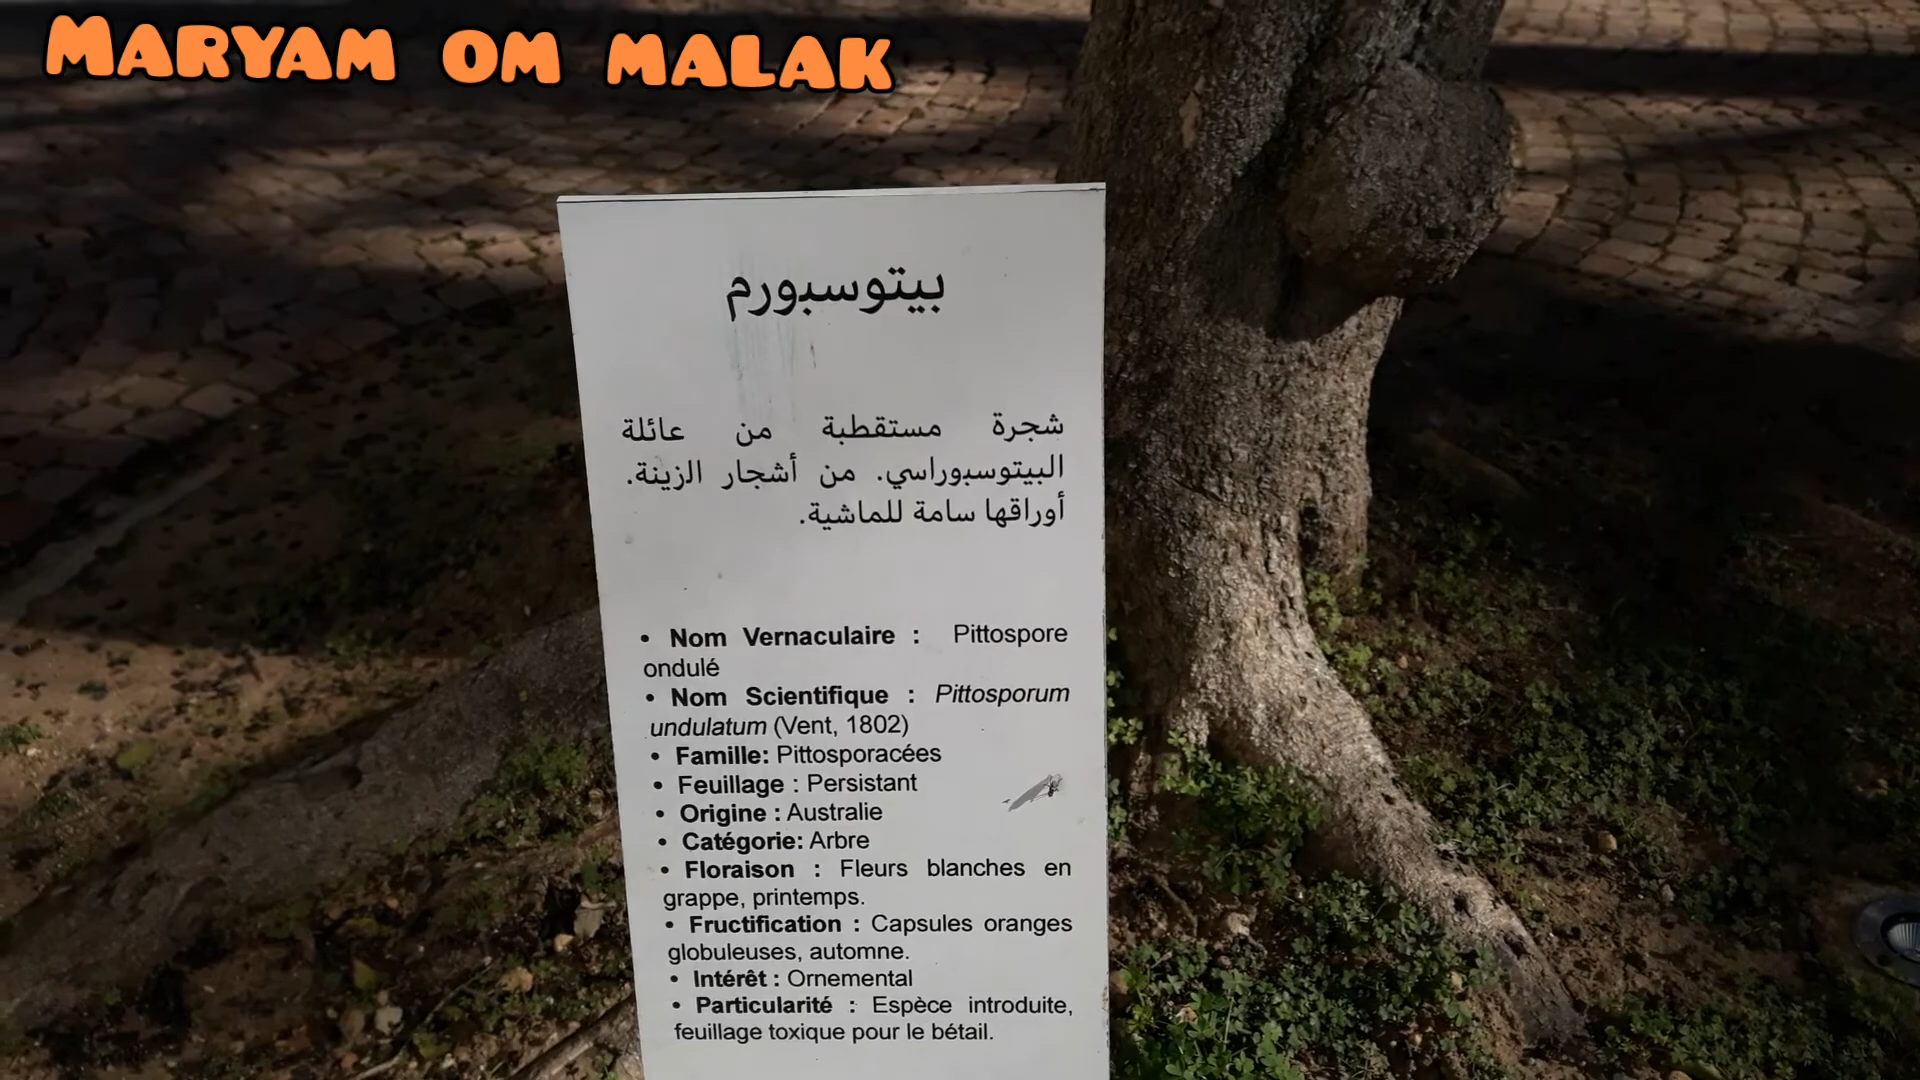 MARYAM OM MALAK
بيتوسبورم
شجرة مستقطبة من عائلة
البيتوسبوراسي. من أشجار الزينة.
أوراقها سامة للماشية.
• Nom Vernaculaire : Pittospore
ondulé
• Nom Scientifique : Pittosporum
undulatum (Vent, 1802)
• Famille: Pittosporacées
• Feuillage : Persistant
• Origine : Australie
• Catégorie: Arbre
• Floraison : Fleurs blanches en
grappe, printemps.
• Fructification : Capsules oranges
globuleuses, automne.
• Intérêt : Ornemental
• Particularité : Espèce introduite,
feuillage toxique pour le bétail.